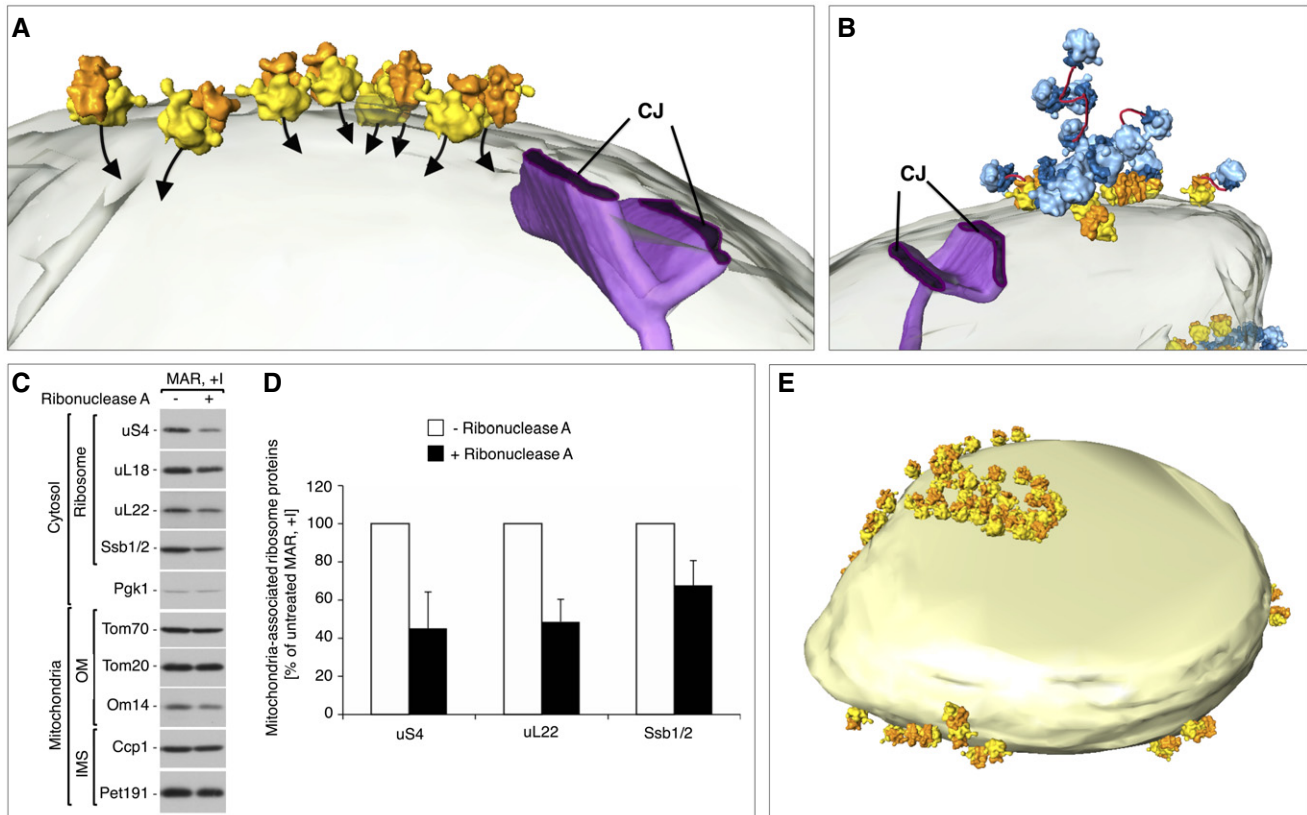 A
CJ
B
CJ
C
MAR, +I
Ribonuclease A - +
Cytosol
Ribosome
uS4 -
uL18 -
uL22 -
Ssb1/2 -
Pgk1 -
Mitochondria
OM
Tom70 -
Tom20 -
Om14 -
IMS
Ccp1 -
Pet191 -
D
- Ribonuclease A
+ Ribonuclease A
Mitochondria-associated ribosome proteins
[% of untreated MAR, +I]
120
100
80
60
40
20
0
uS4
uL22
Ssb1/2
E